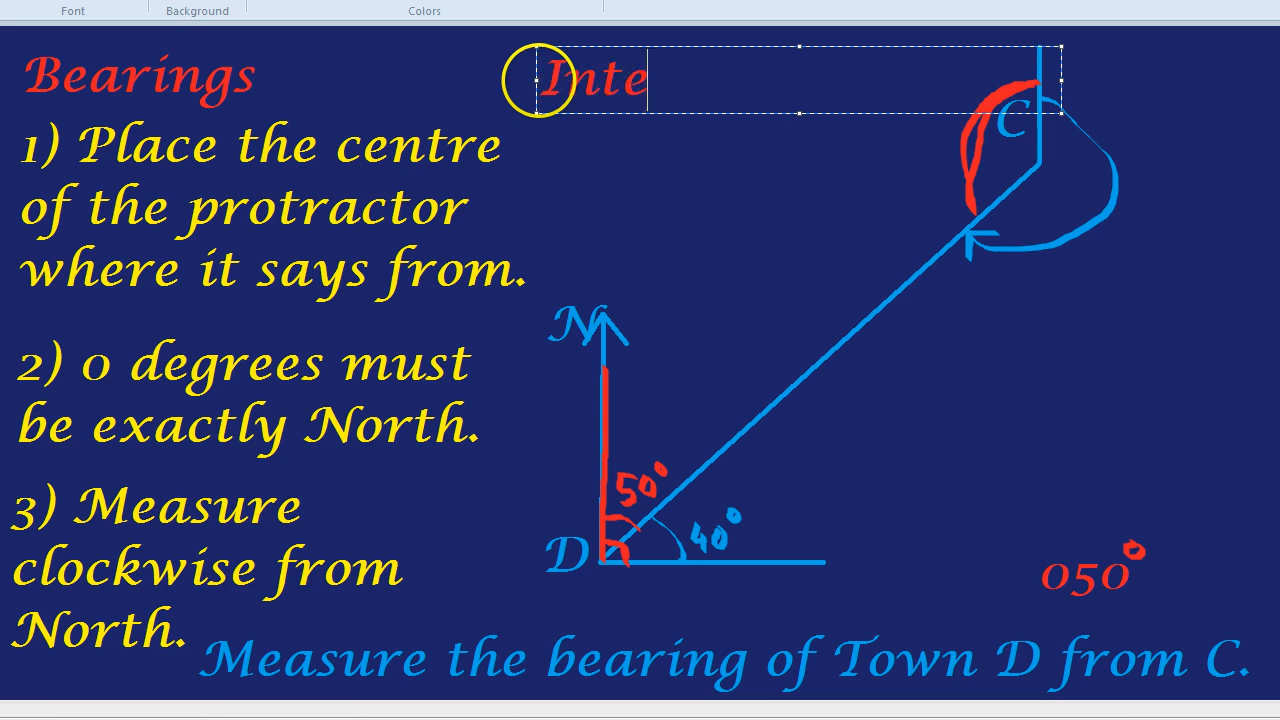 Font Background Colors
Bearings
Inte
1) Place the centre
of the protractor
where it says from.
C
N
2) 0 degrees must
be exactly North.
50°
40°
3) Measure
clockwise from
North.
D
050°
Measure the bearing of Town D from C.